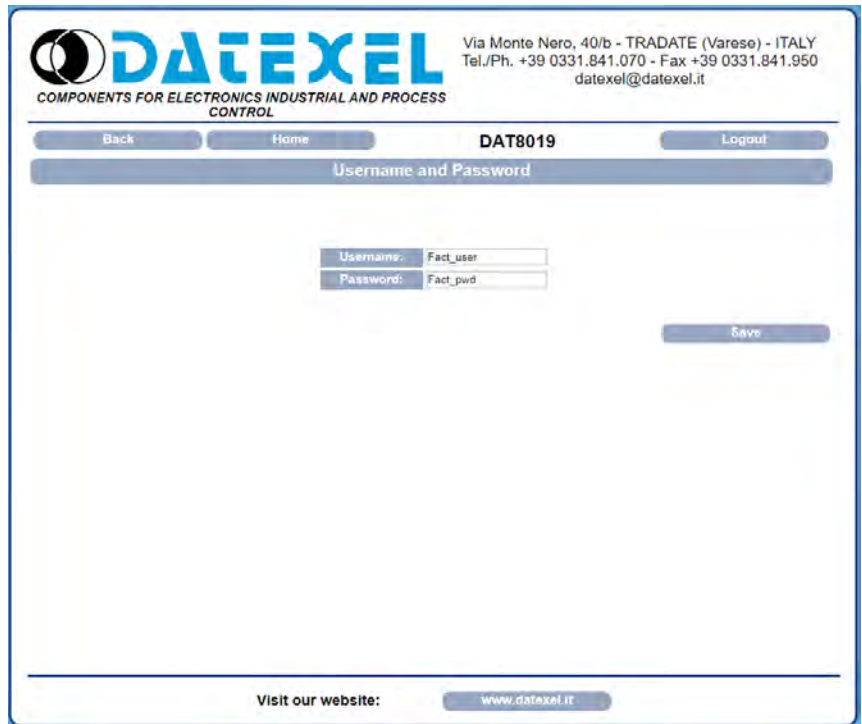 DATEXEL
COMPONENTS FOR ELECTRONICS INDUSTRIAL AND PROCESS
CONTROL
Via Monte Nero, 40/b - TRADATE (Varese) - ITALY
Tel./Ph. +39 0331.841.070 - Fax +39 0331.841.950
datexel@datexel.it
Back Home DAT8019 Logout
Username and Password
Username: Fact_user
Password: Fact_pwd
Save
Visit our website: www.datexel.it